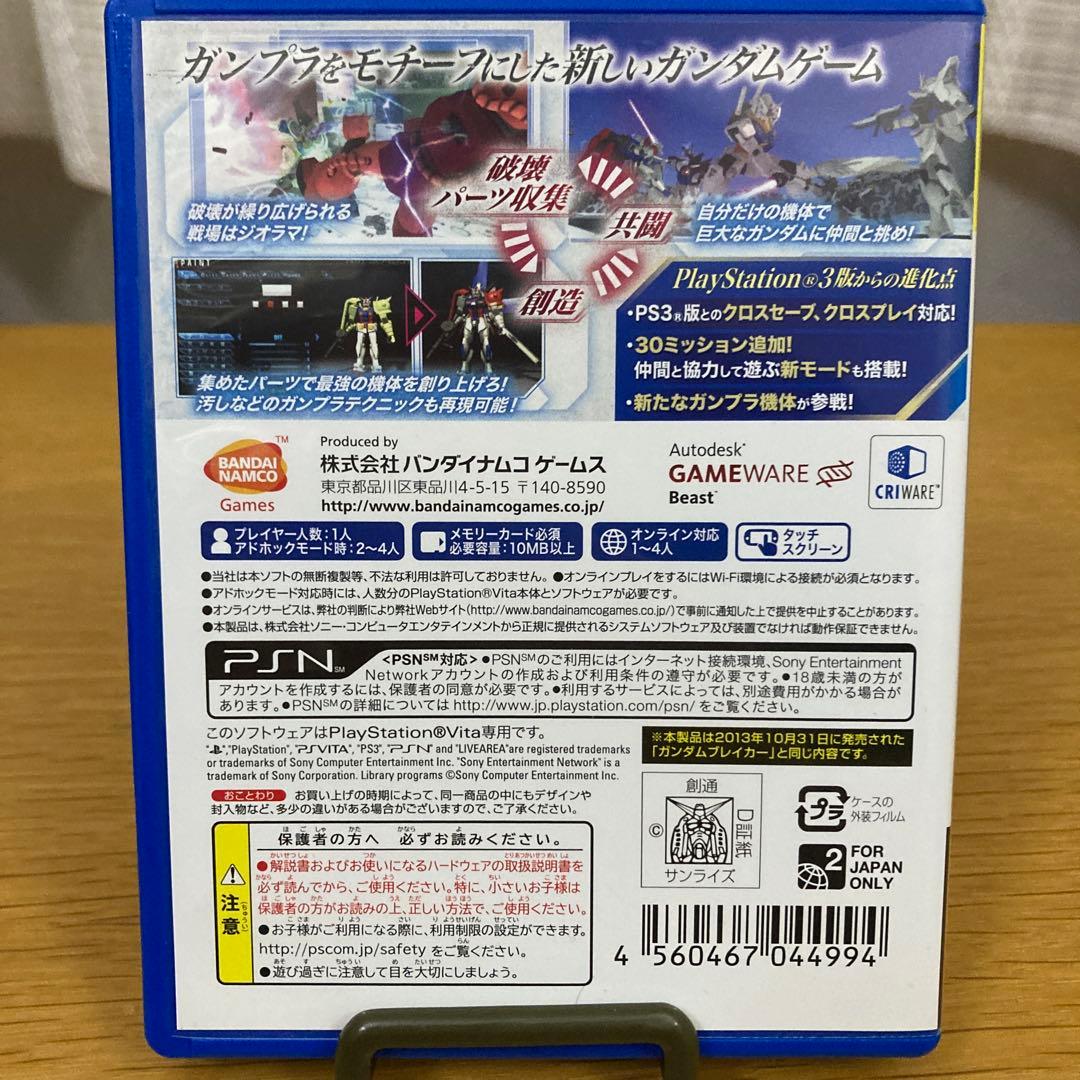 ガンプラをモチーフにした新しいガンダムゲーム
破壊
パーツ収集
破壊が繰り広げられる
戦場はジオラマ!
共闘
自分だけの機体で
巨大なガンダムに仲間と挑め!
創造
PAINT
集めたパーツで最強の機体を創り上げろ!
汚しなどのガンプラテクニックも再現可能!
PlayStation®3版からの進化点
・PS3®版とのクロスセーブ、クロスプレイ対応!
・30ミッション追加!
仲間と協力して遊ぶ新モードも搭載!
・新たなガンプラ機体が参戦!
BANDAI NAMCO Games™
Produced by
株式会社 バンダイナムコ ゲームス
東京都品川区東品川4-5-15 〒140-8590
http://www.bandainamcogames.co.jp/
Autodesk®
GAMEWARE
Beast™
CRIWARE™
プレイヤー人数:1人
アドホックモード時:2〜4人
メモリーカード必須
必要容量:10MB以上
オンライン対応
1〜4人
タッチ
スクリーン
●当社は本ソフトの無断複製等、不法な利用は許可しておりません。●オンラインプレイをするにはWi-Fi環境による接続が必須となります。
●アドホックモード対応時には、人数分のPlayStation®Vita本体とソフトウェアが必要です。
●オンラインサービスは、弊社の判断により弊社Webサイト(http://www.bandainamcogames.co.jp/)で事前に通知した上で提供を中止することがあります。
●本製品は、株式会社ソニー・コンピュータエンタテインメントから正規に提供されるシステムソフトウェア及び装置でなければ動作保証できません。
PSN℠ <PSN℠対応> ●PSN℠のご利用にはインターネット接続環境、Sony Entertainment
Networkアカウントの作成および利用条件の遵守が必要です。●18歳未満の方が
アカウントを作成するには、保護者の同意が必要です。●利用するサービスによっては、別途費用がかかる場合が
あります。●PSN℠の詳細については http://www.jp.playstation.com/psn/ をご覧ください。
このソフトウェアはPlayStation®Vita専用です。
" ","PlayStation", "PSVITA", "PS3", "PSN" and "LIVEAREA"are registered trademarks
or trademarks of Sony Computer Entertainment Inc. "Sony Entertainment Network" is a
trademark of Sony Corporation. Library programs ©Sony Computer Entertainment Inc.
おことわり お買い上げの時期によって、同一商品の中にもデザインや
封入物など、多少の違いがある場合がございますので、ご了承ください。
※本製品は2013年10月31日に発売された
「ガンダムブレイカー」と同じ内容です。
注意
(ちゅうい)
保護者の方へ 必ずお読みください。
●解説書およびお使いになるハードウェアの取扱説明書を
必ず読んでから、ご使用ください。特に、小さいお子様は
保護者の方がお読みの上、正しい方法で、ご使用ください。
●お子様がご利用になる際に、利用制限の設定ができます。
http://pscom.jp/safety をご覧ください。
●遊び過ぎに注意して目を大切にしましょう。
創通
©
D証紙
サンライズ
プラ
ケースの
外装フィルム
2
FOR
JAPAN
ONLY
4 560467 044994